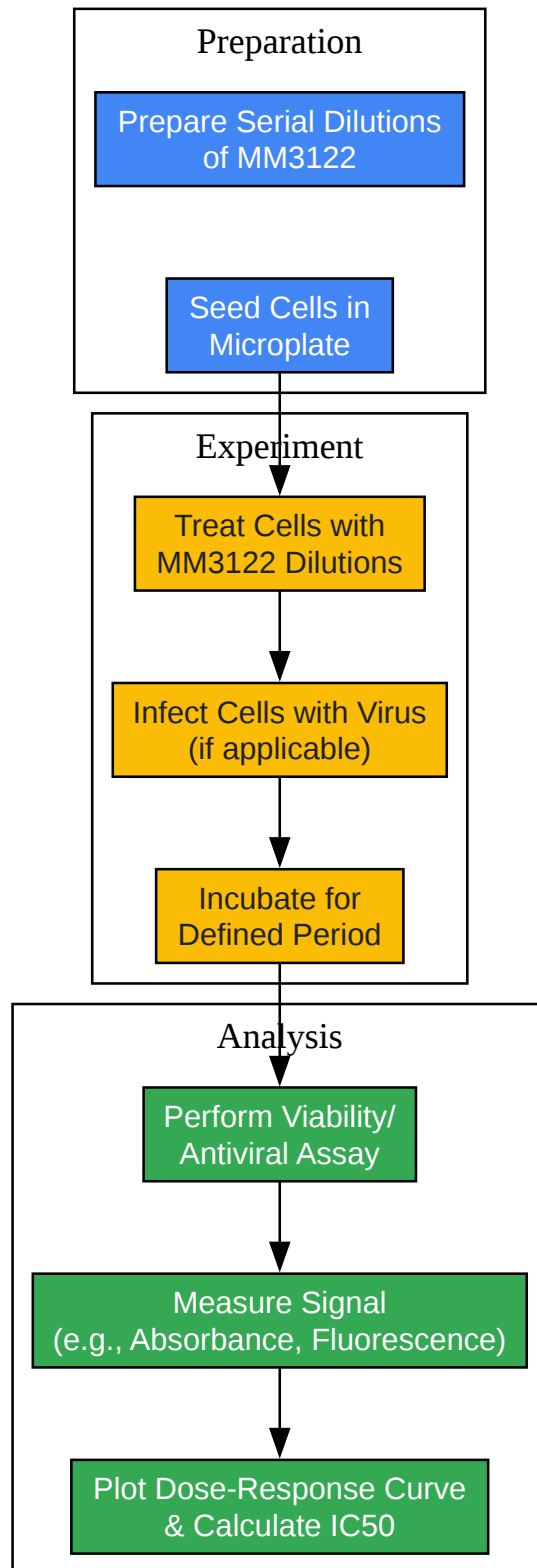 Preparation
Prepare Serial Dilutions
of MM3122
Seed Cells in
Microplate
Experiment
Treat Cells with
MM3122 Dilutions
Infect Cells with Virus
(if applicable)
Incubate for
Defined Period
Analysis
Perform Viability/
Antiviral Assay
Measure Signal
(e.g., Absorbance, Fluorescence)
Plot Dose-Response Curve
& Calculate IC50